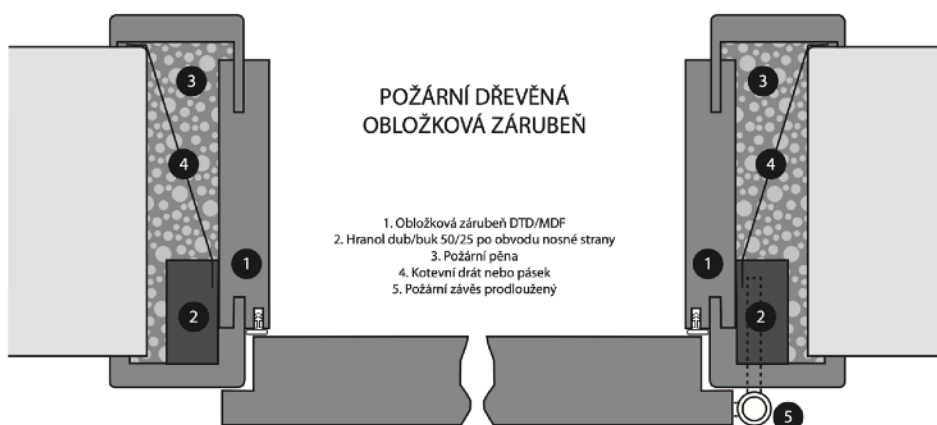 POŽÁRNÍ DŘEVĚNÁ
OBLOŽKOVÁ ZÁRUBEŇ
1. Obložková zárubeň DTD/MDF
2. Hranol dub/buk 50/25 po obvodu nosné strany
3. Požární pěna
4. Kotevní drát nebo pásek
5. Požární závěs prodloužený
3
3
4
4
1
1
2
2
5